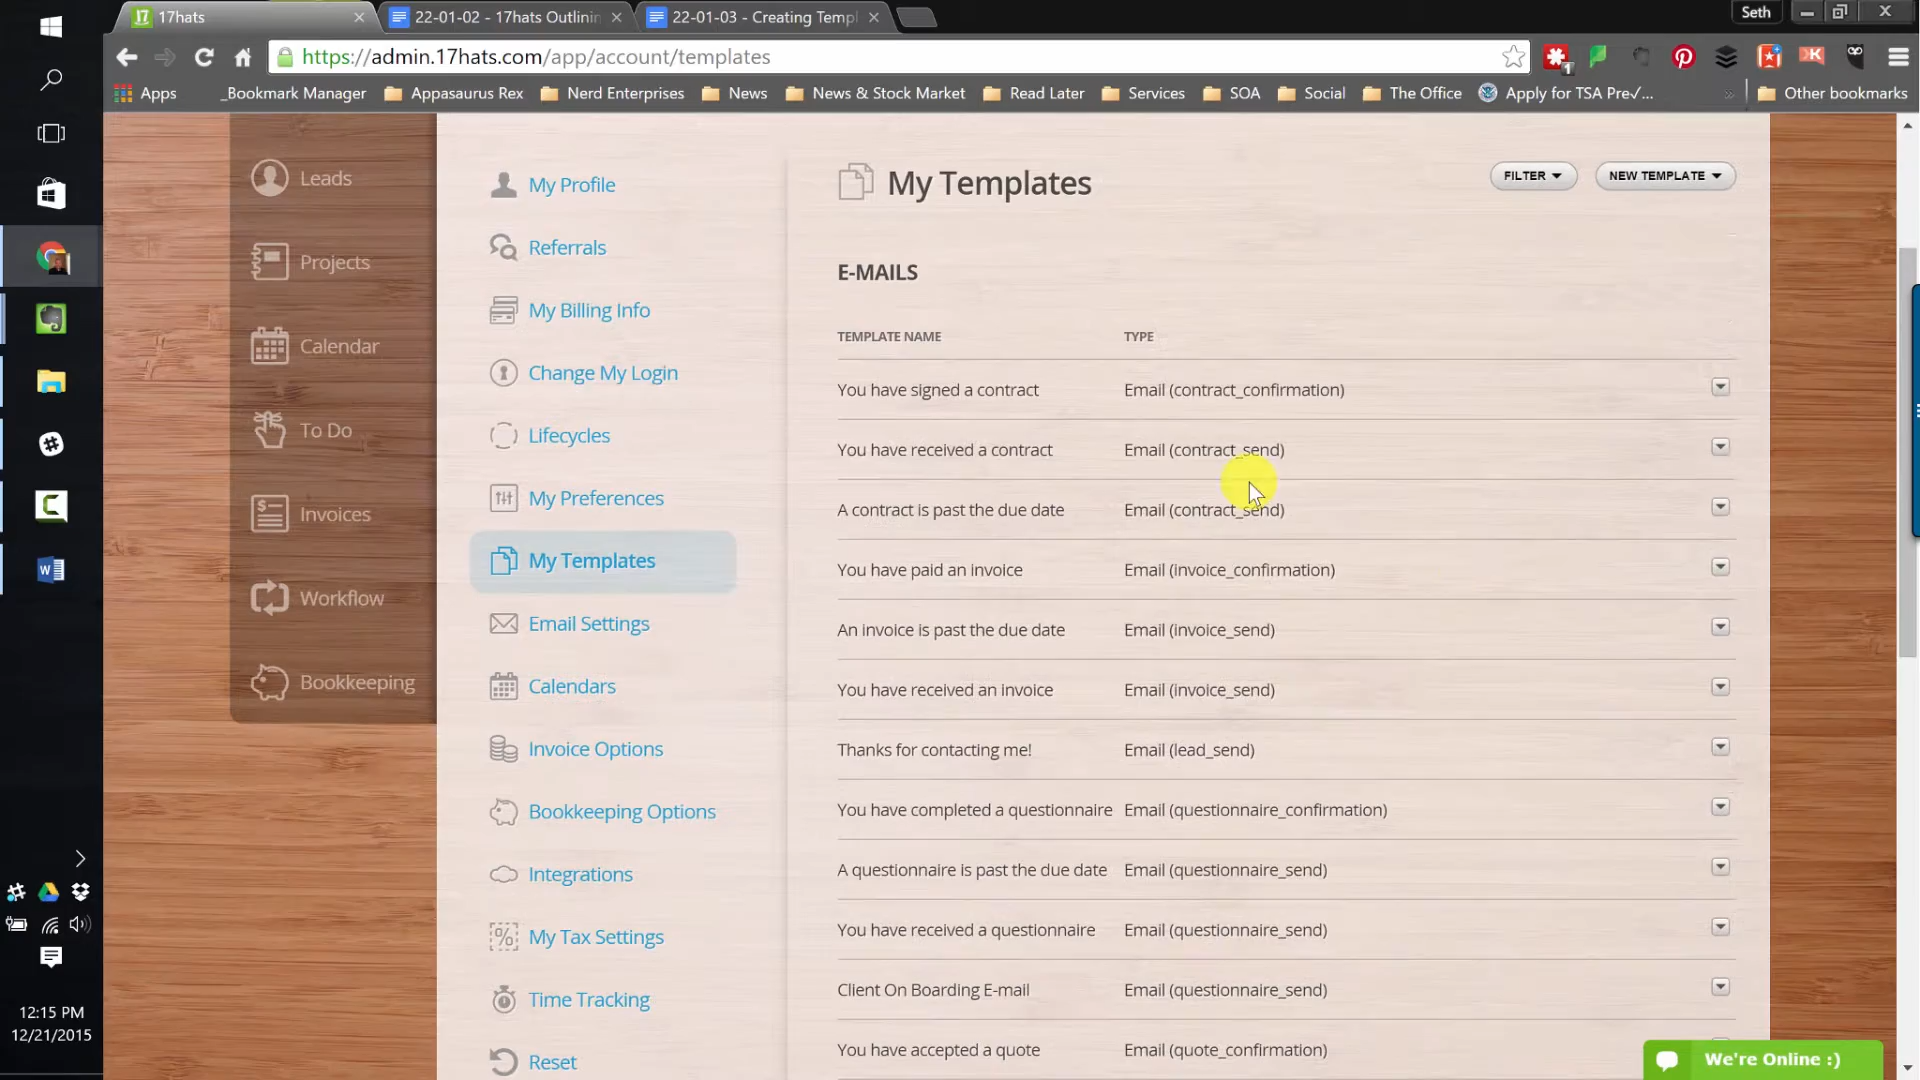 17hats
22-01-02 - 17hats Outlinin
22-01-03 - Creating Templ
Seth
https://admin.17hats.com/app/account/templates
1
Apps
_Bookmark Manager
Appasaurus Rex
Nerd Enterprises
News
News & Stock Market
Read Later
Services
SOA
Social
The Office
Apply for TSA Pre✓...
»
Other bookmarks
Leads
Projects
Calendar
To Do
Invoices
Workflow
Bookkeeping
My Profile
Referrals
My Billing Info
Change My Login
Lifecycles
My Preferences
My Templates
Email Settings
Calendars
Invoice Options
Bookkeeping Options
Integrations
My Tax Settings
Time Tracking
Reset
My Templates
FILTER
NEW TEMPLATE
E-MAILS
TEMPLATE NAME TYPE
You have signed a contract Email (contract_confirmation)
You have received a contract Email (contract_send)
A contract is past the due date Email (contract_send)
You have paid an invoice Email (invoice_confirmation)
An invoice is past the due date Email (invoice_send)
You have received an invoice Email (invoice_send)
Thanks for contacting me! Email (lead_send)
You have completed a questionnaire Email (questionnaire_confirmation)
A questionnaire is past the due date Email (questionnaire_send)
You have received a questionnaire Email (questionnaire_send)
Client On Boarding E-mail Email (questionnaire_send)
You have accepted a quote Email (quote_confirmation)
We're Online :)
12:15 PM
12/21/2015